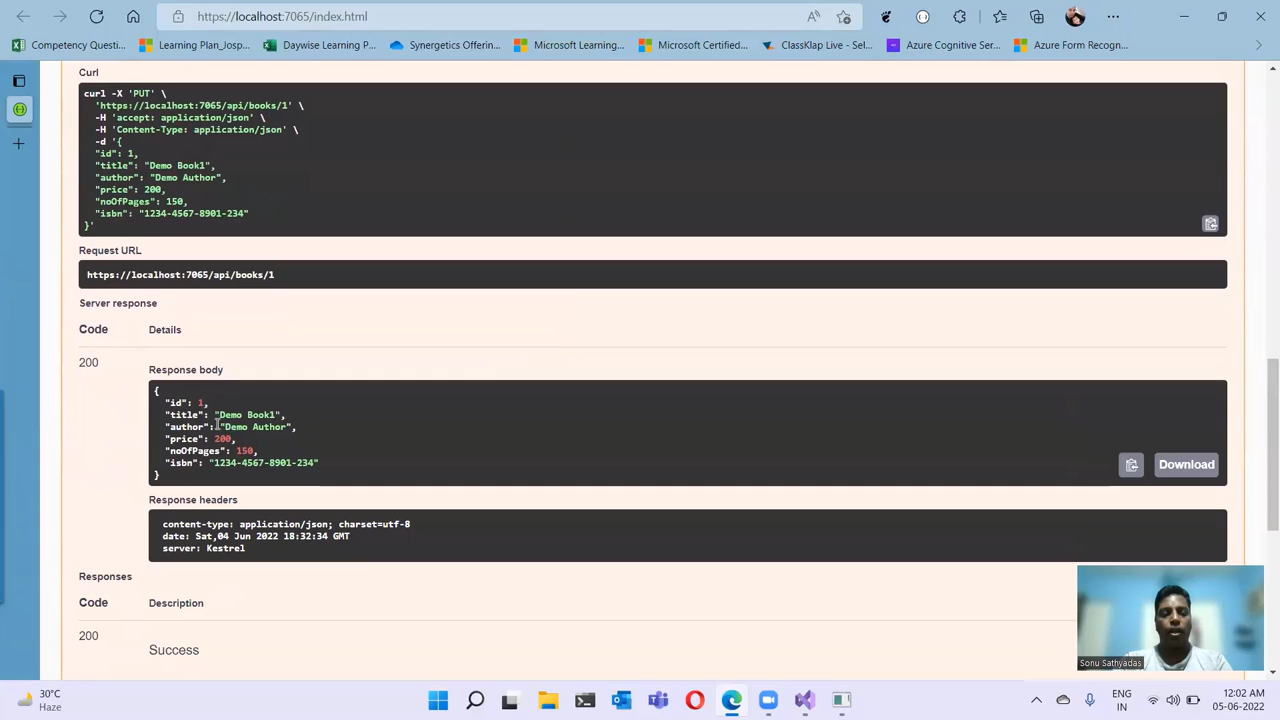 https://localhost:7065/index.html
Competency Questi...
Learning Plan_Josp...
Daywise Learning P...
Synergetics Offerin...
Microsoft Learning...
Microsoft Certified...
ClassKlap Live - Sel...
Azure Cognitive Ser...
Azure Form Recogn...
Curl
curl -X 'PUT' \
'https://localhost:7065/api/books/1' \
-H 'accept: application/json' \
-H 'Content-Type: application/json' \
-d '{
"id": 1,
"title": "Demo Book1",
"author": "Demo Author",
"price": 200,
"noOfPages": 150,
"isbn": "1234-4567-8901-234"
}'
Request URL
https://localhost:7065/api/books/1
Server response
Code Details
200
Response body
{
"id": 1,
"title": "Demo Book1",
"author": "Demo Author",
"price": 200,
"noOfPages": 150,
"isbn": "1234-4567-8901-234"
}
Download
Response headers
content-type: application/json; charset=utf-8
date: Sat,04 Jun 2022 18:32:34 GMT
server: Kestrel
Responses
Code Description
200
Success
Sonu Sathyadas
30°C
Haze
ENG
IN
12:02 AM
05-06-2022